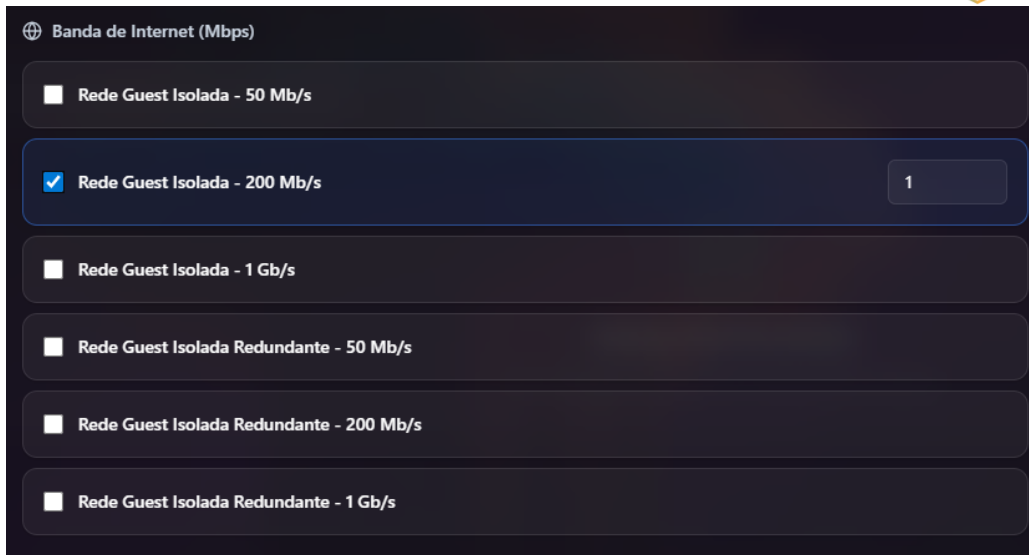 Banda de Internet (Mbps)
Rede Guest Isolada - 50 Mb/s
Rede Guest Isolada - 200 Mb/s 1
Rede Guest Isolada - 1 Gb/s
Rede Guest Isolada Redundante - 50 Mb/s
Rede Guest Isolada Redundante - 200 Mb/s
Rede Guest Isolada Redundante - 1 Gb/s